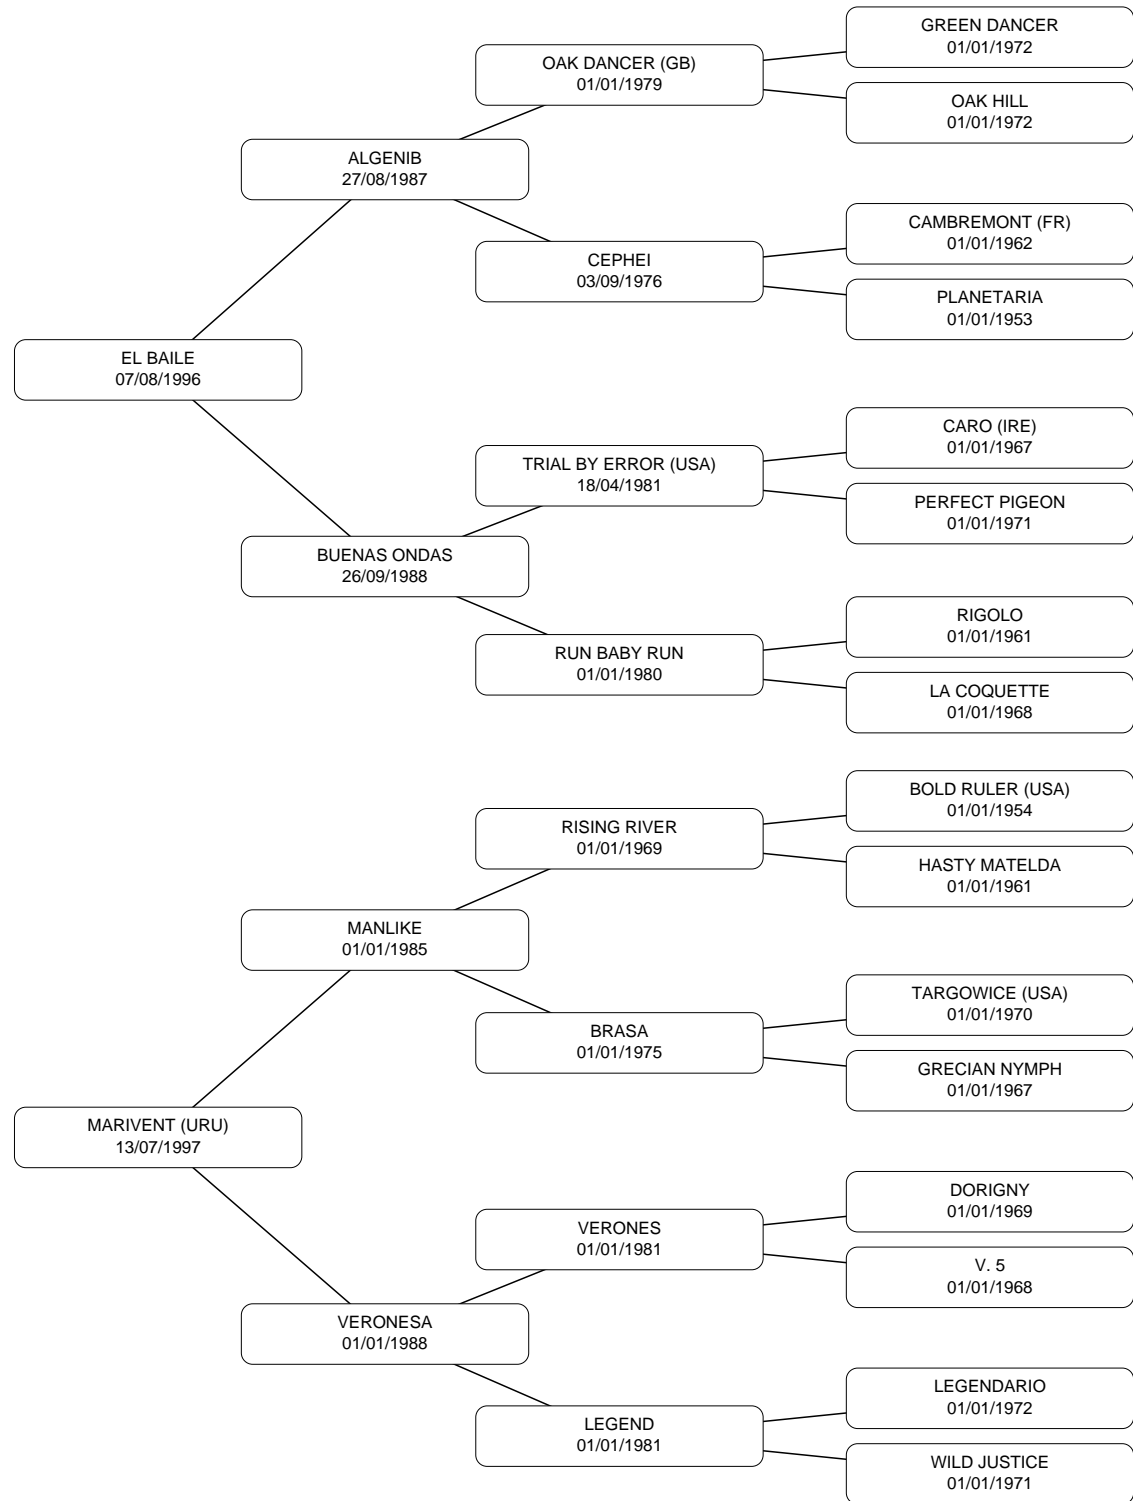 GREEN DANCER
01/01/1972
OAK DANCER (GB)
01/01/1979
OAK HILL
01/01/1972
ALGENIB
27/08/1987
CAMBREMONT (FR)
01/01/1962
CEPHEI
03/09/1976
PLANETARIA
01/01/1953
EL BAILE
07/08/1996
CARO (IRE)
01/01/1967
TRIAL BY ERROR (USA)
18/04/1981
PERFECT PIGEON
01/01/1971
BUENAS ONDAS
26/09/1988
RIGOLO
01/01/1961
RUN BABY RUN
01/01/1980
LA COQUETTE
01/01/1968
BOLD RULER (USA)
01/01/1954
RISING RIVER
01/01/1969
HASTY MATELDA
01/01/1961
MANLIKE
01/01/1985
TARGOWICE (USA)
01/01/1970
BRASA
01/01/1975
GRECIAN NYMPH
01/01/1967
MARIVENT (URU)
13/07/1997
DORIGNY
01/01/1969
VERONES
01/01/1981
V. 5
01/01/1968
VERONESA
01/01/1988
LEGENDARIO
01/01/1972
LEGEND
01/01/1981
WILD JUSTICE
01/01/1971